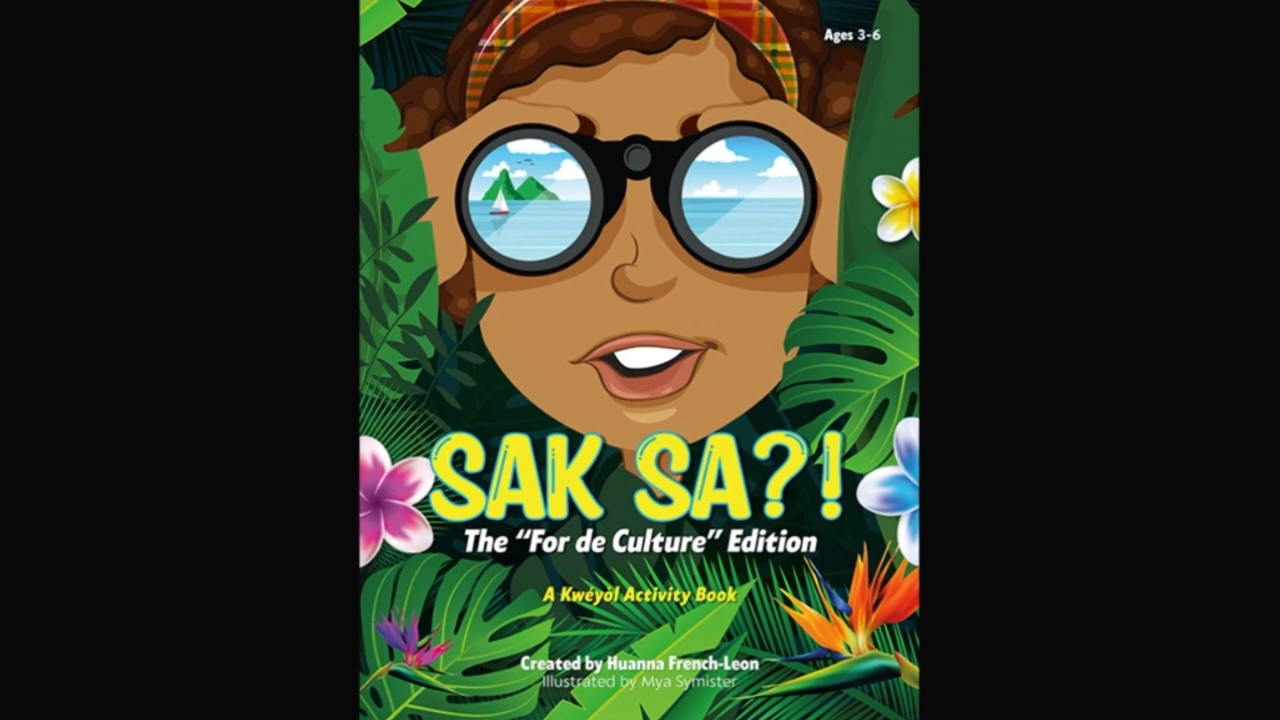 Ages 3-6
SAK SA?!
The “For de Culture” Edition
A Kwéyòl Activity Book
Created by Huanna French-Leon
Illustrated by Mya Symister